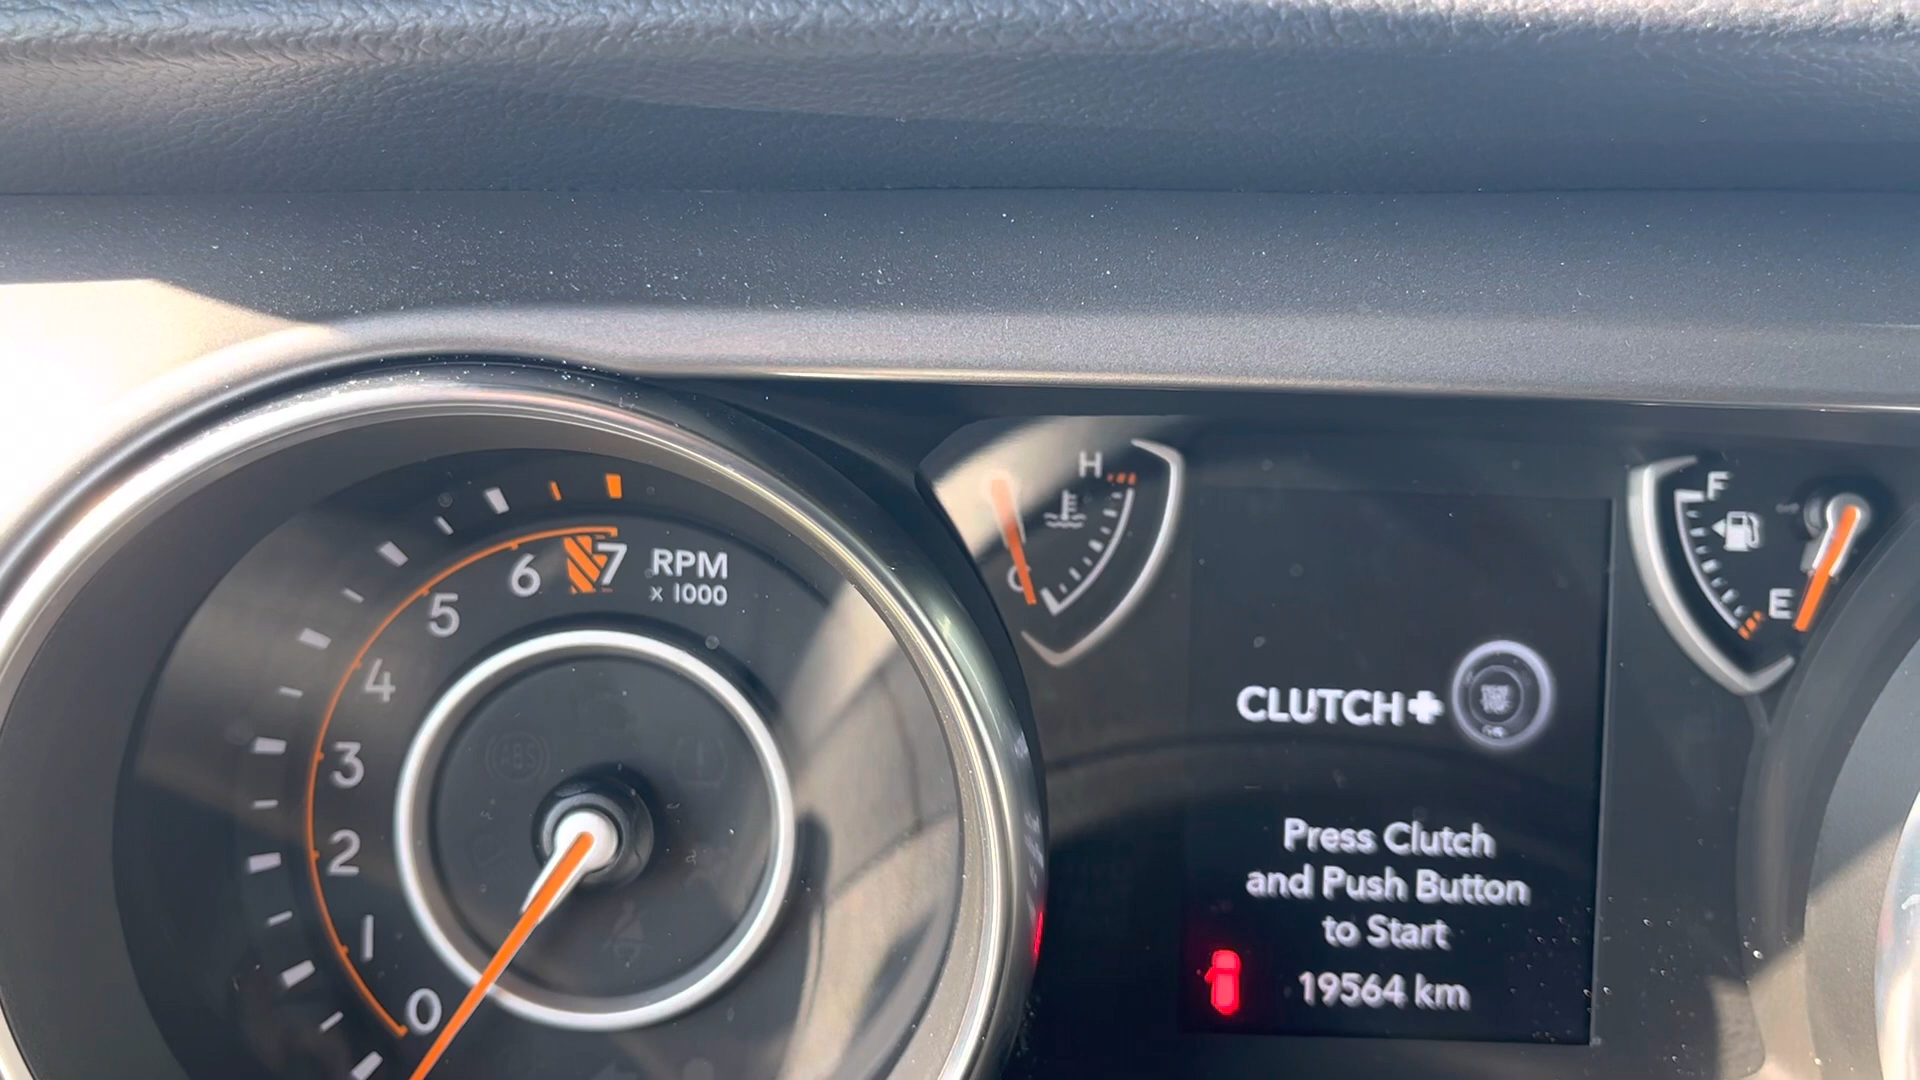 7
6
5
4
3
2
1
0
RPM
x 1000
ABS
H
C
F
E
CLUTCH+
Press Clutch
and Push Button
to Start
19564 km